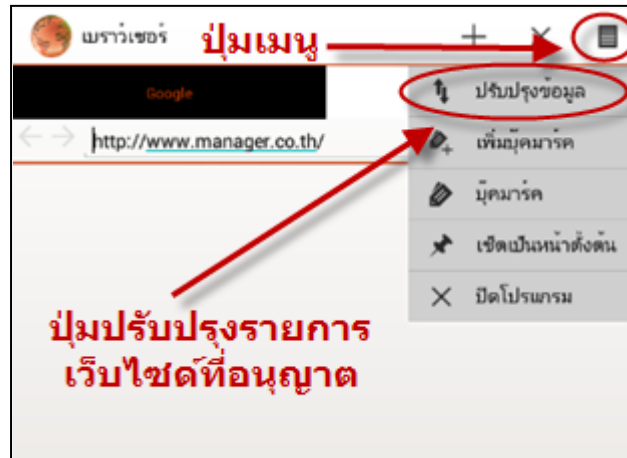 เบราว์เซอร์
ปุ่มเมนู
Google
http://www.manager.co.th/
ปรับปรุงข้อมูล
เพิ่มบุ๊คมาร์ค
บุ๊คมาร์ค
เซ็ตเป็นหน้าตั้งต้น
ปิดโปรแกรม
ปุ่มปรับปรุงรายการ
เว็บไซด์ที่อนุญาต